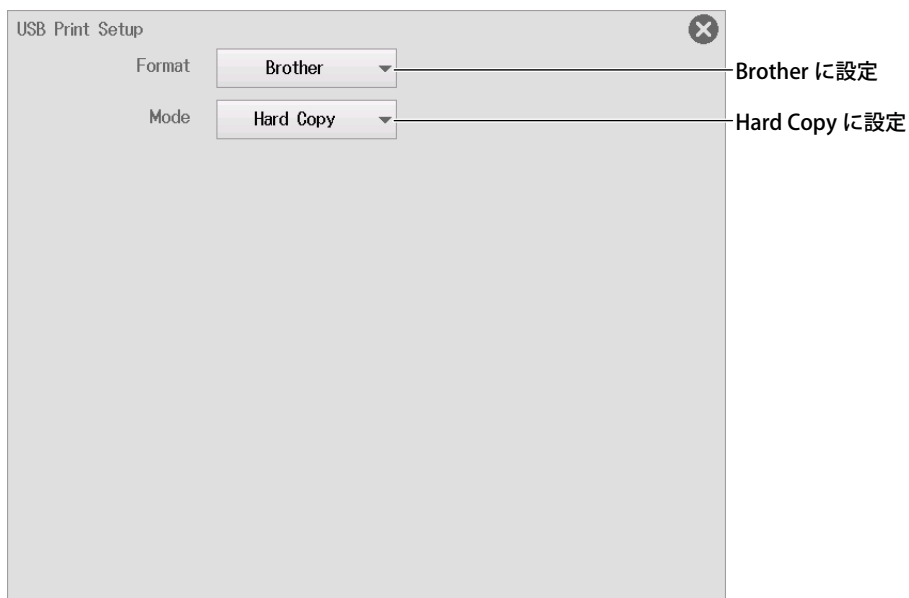 USB Print Setup
Format Brother Brother に設定
Mode Hard Copy Hard Copy に設定